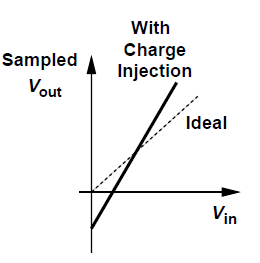 With
Charge
Injection
Sampled
Vout
Ideal
Vin